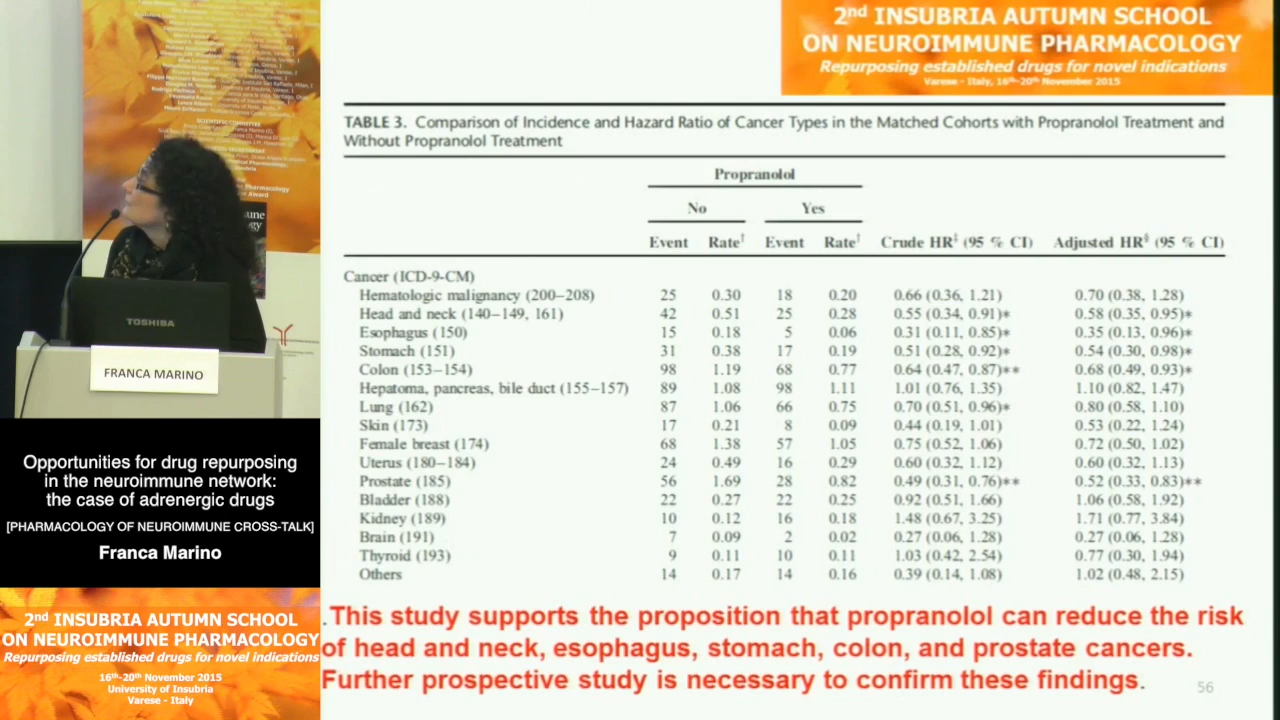 2nd INSUBRIA AUTUMN SCHOOL
ON NEUROIMMUNE PHARMACOLOGY
Repurposing established drugs for novel indications
Varese - Italy, 16th-20th November 2015
TABLE 3. Comparison of Incidence and Hazard Ratio of Cancer Types in the Matched Cohorts with Propranolol Treatment and
Without Propranolol Treatment
Propranolol
No Yes
Event Rate† Event Rate† Crude HR‡ (95 % CI) Adjusted HR§ (95 % CI)
Cancer (ICD-9-CM)
Hematologic malignancy (200–208) 25 0.30 18 0.20 0.66 (0.36, 1.21) 0.70 (0.38, 1.28)
Head and neck (140–149, 161) 42 0.51 25 0.28 0.55 (0.34, 0.91)* 0.58 (0.35, 0.95)*
Esophagus (150) 15 0.18 5 0.06 0.31 (0.11, 0.85)* 0.35 (0.13, 0.96)*
Stomach (151) 31 0.38 17 0.19 0.51 (0.28, 0.92)* 0.54 (0.30, 0.98)*
Colon (153–154) 98 1.19 68 0.77 0.64 (0.47, 0.87)** 0.68 (0.49, 0.93)*
Hepatoma, pancreas, bile duct (155–157) 89 1.08 98 1.11 1.01 (0.76, 1.35) 1.10 (0.82, 1.47)
Lung (162) 87 1.06 66 0.75 0.70 (0.51, 0.96)* 0.80 (0.58, 1.10)
Skin (173) 17 0.21 8 0.09 0.44 (0.19, 1.01) 0.53 (0.22, 1.24)
Female breast (174) 68 1.38 57 1.05 0.75 (0.52, 1.06) 0.72 (0.50, 1.02)
Uterus (180–184) 24 0.49 16 0.29 0.60 (0.32, 1.12) 0.60 (0.32, 1.13)
Prostate (185) 56 1.69 28 0.82 0.49 (0.31, 0.76)** 0.52 (0.33, 0.83)**
Bladder (188) 22 0.27 22 0.25 0.92 (0.51, 1.66) 1.06 (0.58, 1.92)
Kidney (189) 10 0.12 16 0.18 1.48 (0.67, 3.25) 1.71 (0.77, 3.84)
Brain (191) 7 0.09 2 0.02 0.27 (0.06, 1.28) 0.27 (0.06, 1.28)
Thyroid (193) 9 0.11 10 0.11 1.03 (0.42, 2.54) 0.77 (0.30, 1.94)
Others 14 0.17 14 0.16 0.39 (0.14, 1.08) 1.02 (0.48, 2.15)
.This study supports the proposition that propranolol can reduce the risk
of head and neck, esophagus, stomach, colon, and prostate cancers.
Further prospective study is necessary to confirm these findings.
56
TOSHIBA
FRANCA MARINO
Opportunities for drug repurposing
in the neuroimmune network:
the case of adrenergic drugs
[PHARMACOLOGY OF NEUROIMMUNE CROSS-TALK]
Franca Marino
2nd INSUBRIA AUTUMN SCHOOL
ON NEUROIMMUNE PHARMACOLOGY
Repurposing established drugs for novel indications
16th-20th November 2015
University of Insubria
Varese - Italy